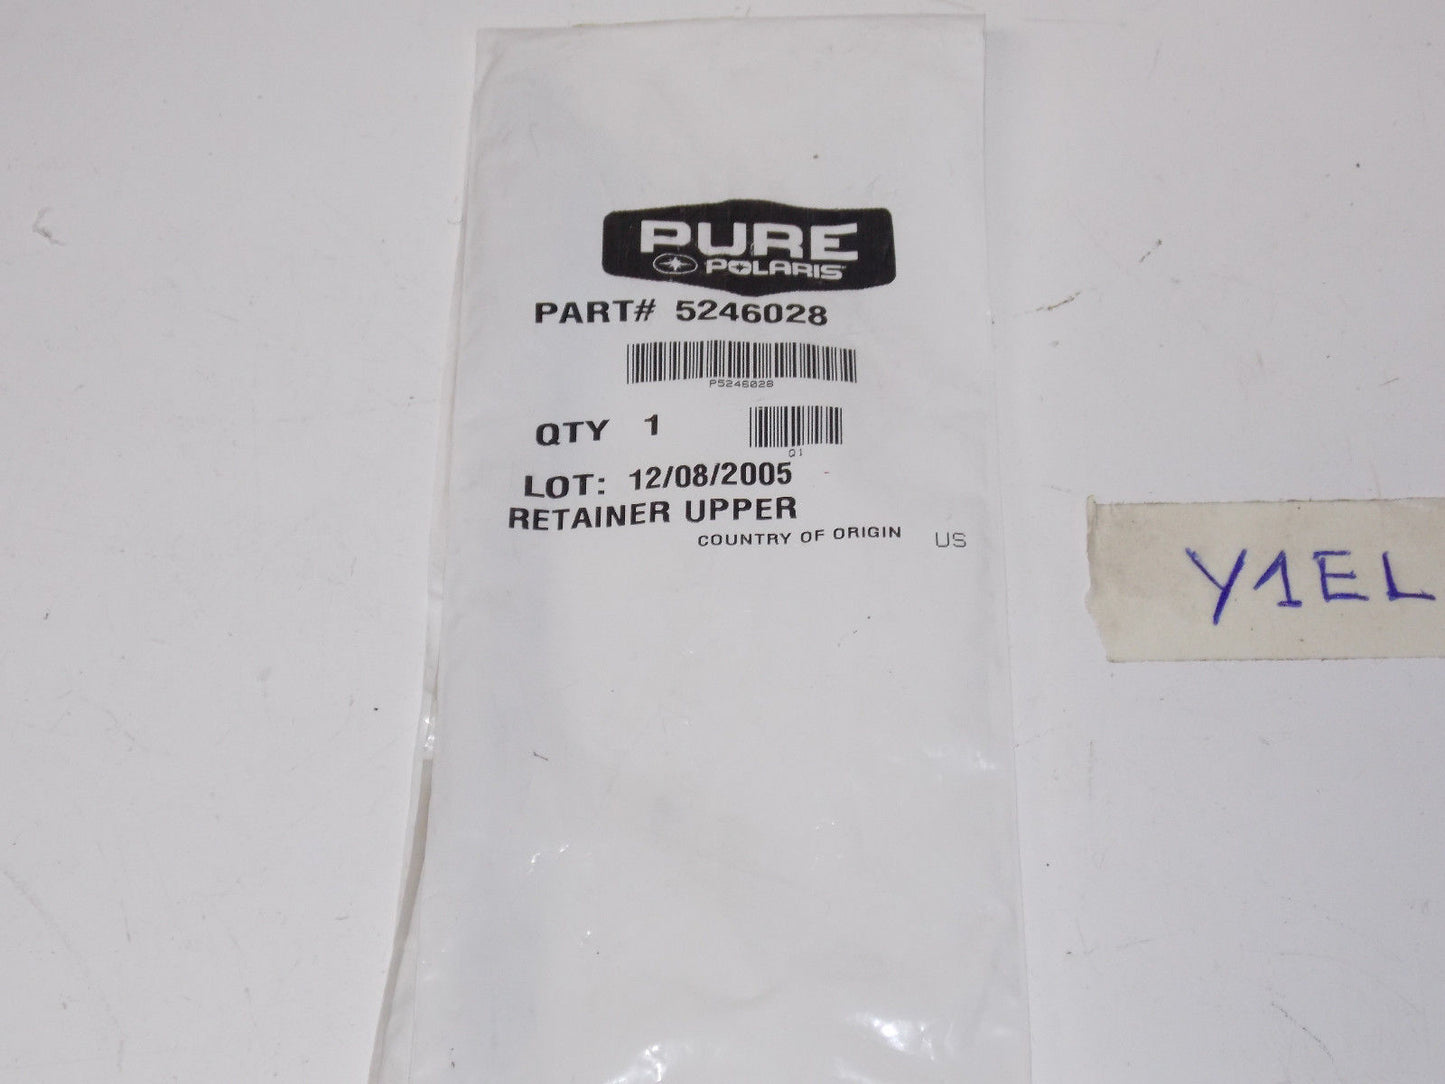 PURE
POLARIS
PART# 5246028
P5246028
QTY 1
Q1
LOT: 12/08/2005
RETAINER UPPER
COUNTRY OF ORIGIN US
Y1EL